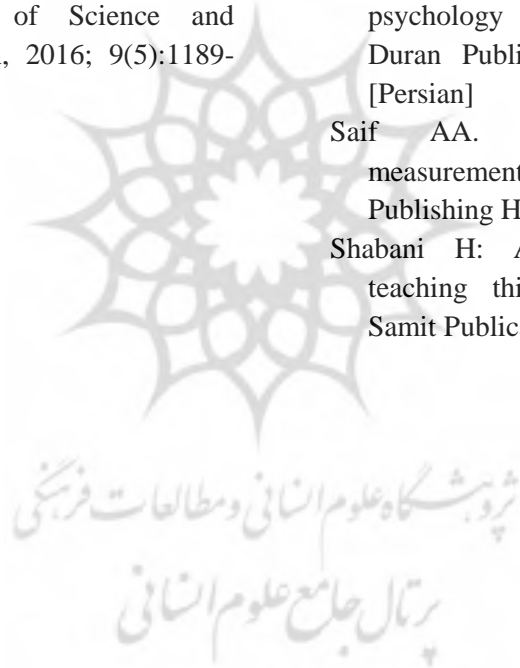 of Science and
, 2016; 9(5):1189-
psychology
Duran Publi
[Persian]
Saif AA.
measurement
Publishing H
Shabani H: A
teaching thi
Samit Public
پژوهشگاه علوم انسانی و مطالعات فرهنگی
پرتال جامع علوم انسانی